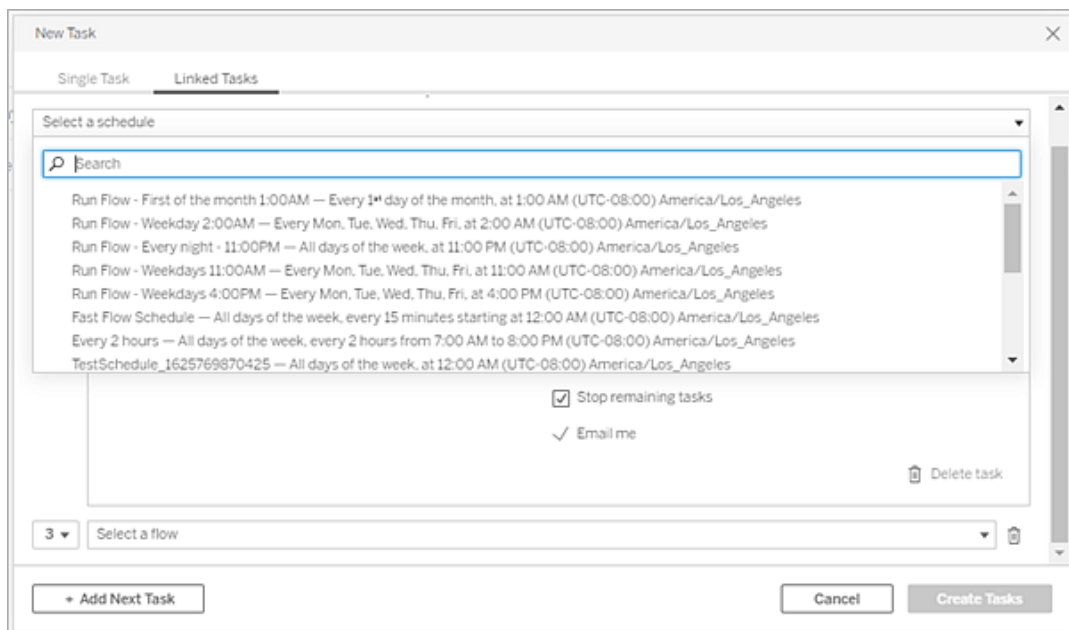 New Task
Single Task
Linked Tasks
Select a schedule
Search
Run Flow - First of the month 1:00AM — Every 1st day of the month, at 1:00 AM (UTC-08:00) America/Los_Angeles
Run Flow - Weekday 2:00AM — Every Mon, Tue, Wed, Thu, Fri, at 2:00 AM (UTC-08:00) America/Los_Angeles
Run Flow - Every night - 11:00PM — All days of the week, at 11:00 PM (UTC-08:00) America/Los_Angeles
Run Flow - Weekdays 11:00AM — Every Mon, Tue, Wed, Thu, Fri, at 11:00 AM (UTC-08:00) America/Los_Angeles
Run Flow - Weekdays 4:00PM — Every Mon, Tue, Wed, Thu, Fri, at 4:00 PM (UTC-08:00) America/Los_Angeles
Fast Flow Schedule — All days of the week, every 15 minutes starting at 12:00 AM (UTC-08:00) America/Los_Angeles
Every 2 hours — All days of the week, every 2 hours from 7:00 AM to 8:00 PM (UTC-08:00) America/Los_Angeles
TestSchedule_1625769870425 — All days of the week, at 12:00 AM (UTC-08:00) America/Los_Angeles
Stop remaining tasks
Email me
Delete task
3 Select a flow
+ Add Next Task
Cancel
Create Tasks